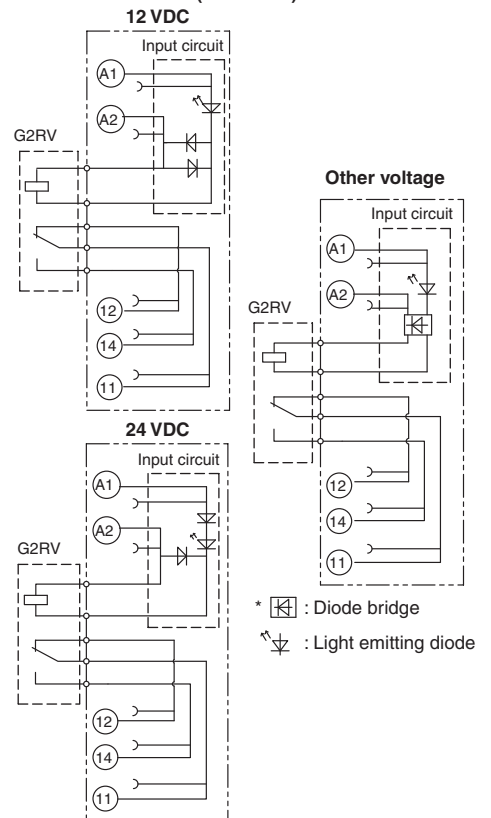 12 VDC
Input circuit
A1
A2
G2RV
12
14
11
Other voltage
Input circuit
A1
A2
G2RV
12
14
11
24 VDC
Input circuit
A1
A2
G2RV
12
14
11
* : Diode bridge
: Light emitting diode